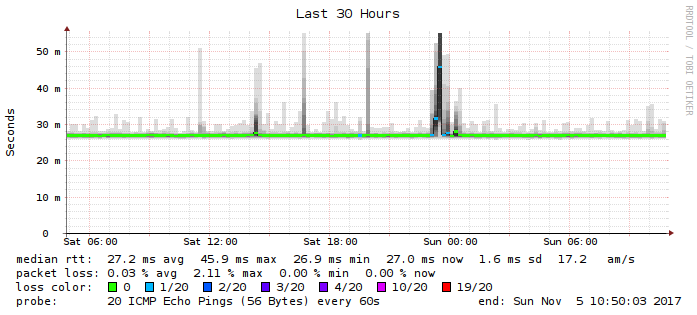 Last 30 Hours
RRDTOOL / TOBI OETIKER
Seconds
50 m
40 m
30 m
20 m
10 m
0
Sat 06:00 Sat 12:00 Sat 18:00 Sun 00:00 Sun 06:00
median rtt: 27.2 ms avg 45.9 ms max 26.9 ms min 27.0 ms now 1.6 ms sd 17.2 am/s
packet loss: 0.03 % avg 2.11 % max 0.00 % min 0.00 % now
loss color: 0 1/20 2/20 3/20 4/20 10/20 19/20
probe: 20 ICMP Echo Pings (56 Bytes) every 60s end: Sun Nov 5 10:50:03 2017